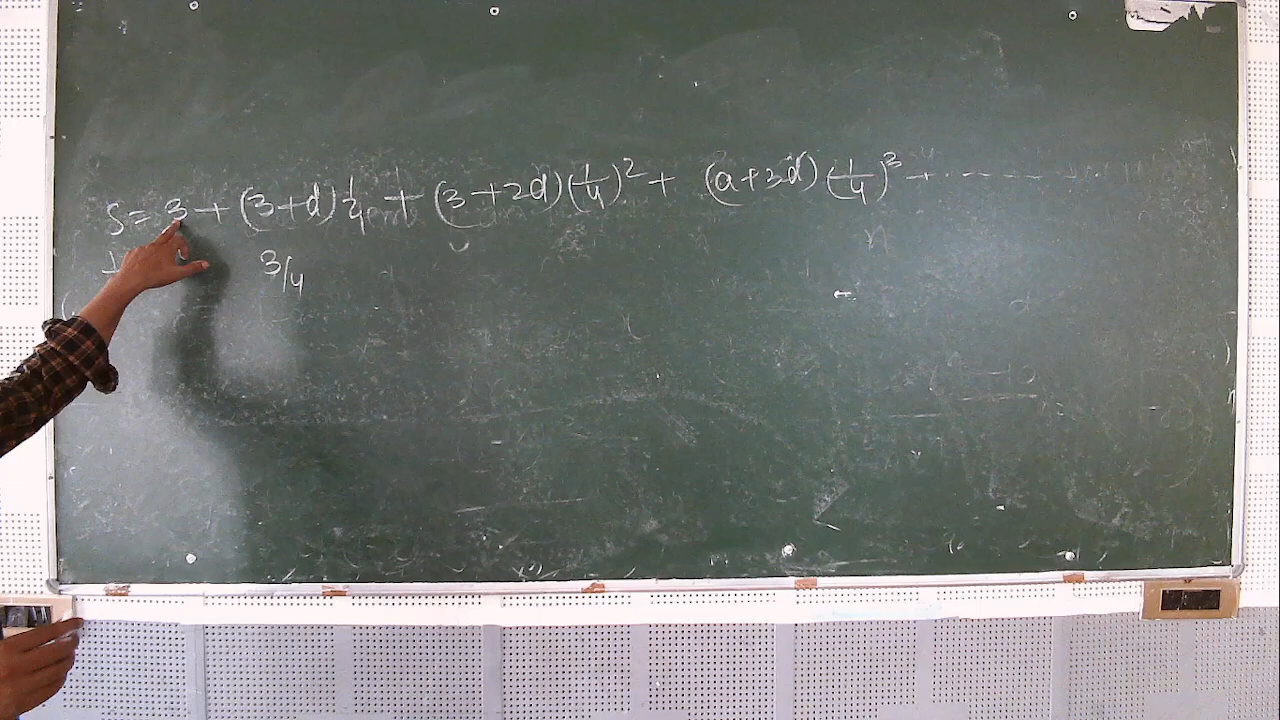 S = 3 + (3+d) 1/4 + (3+2d)(1/4)^2 + (a+3d)(1/4)^3 + - - - - -
3/4